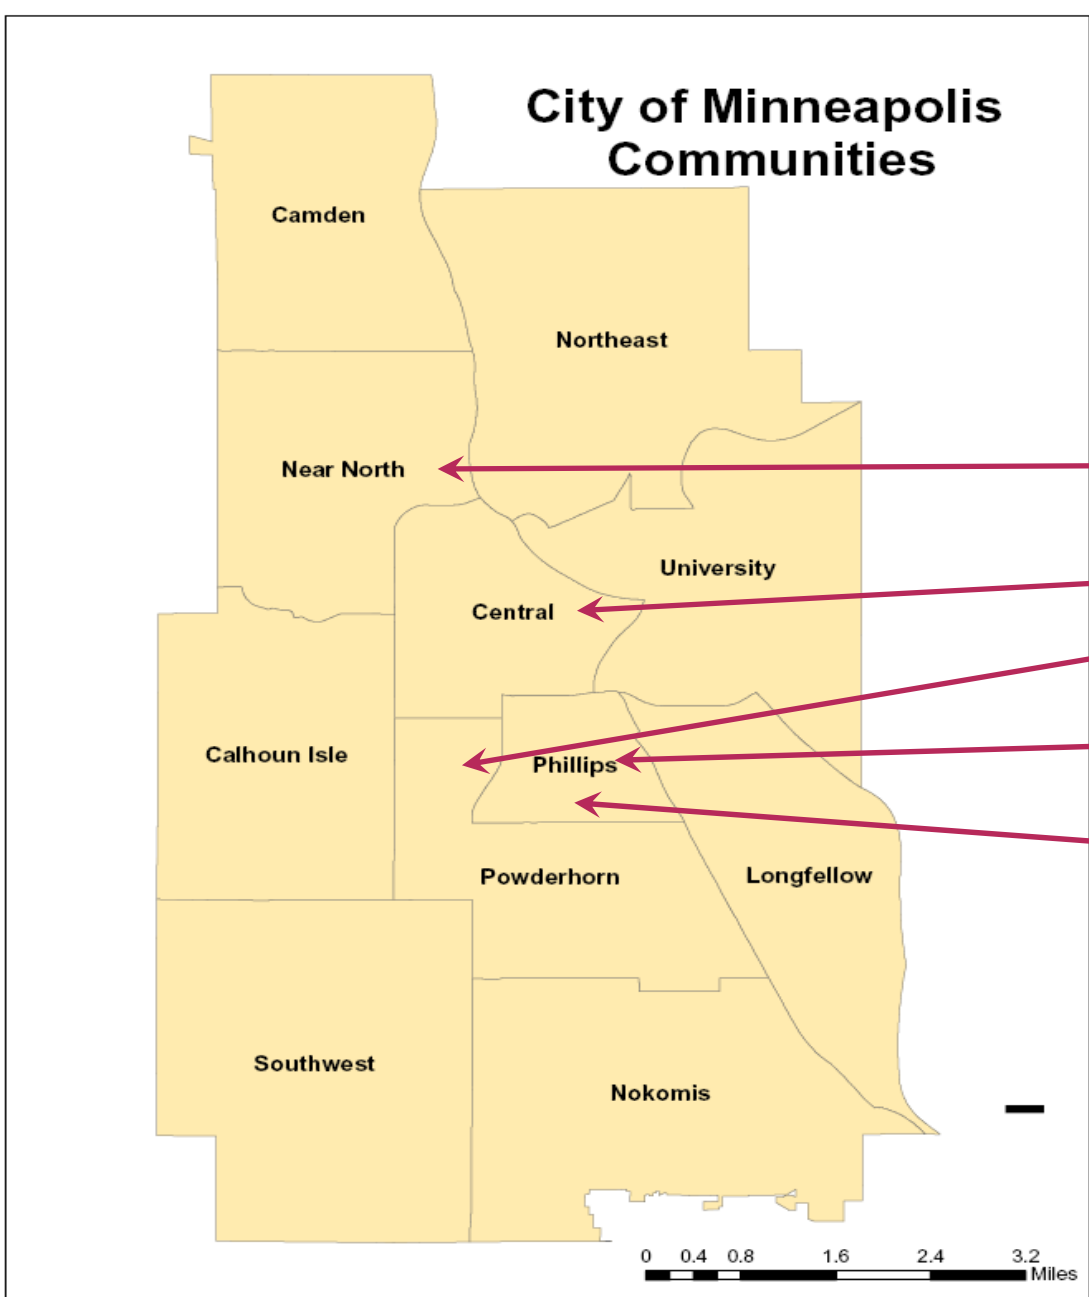 City of Minneapolis
Communities
Camden
Northeast
Near North
University
Central
Calhoun Isle
Phillips
Powderhorn
Longfellow
Southwest
Nokomis
0 0.4 0.8 1.6 2.4 3.2
Miles